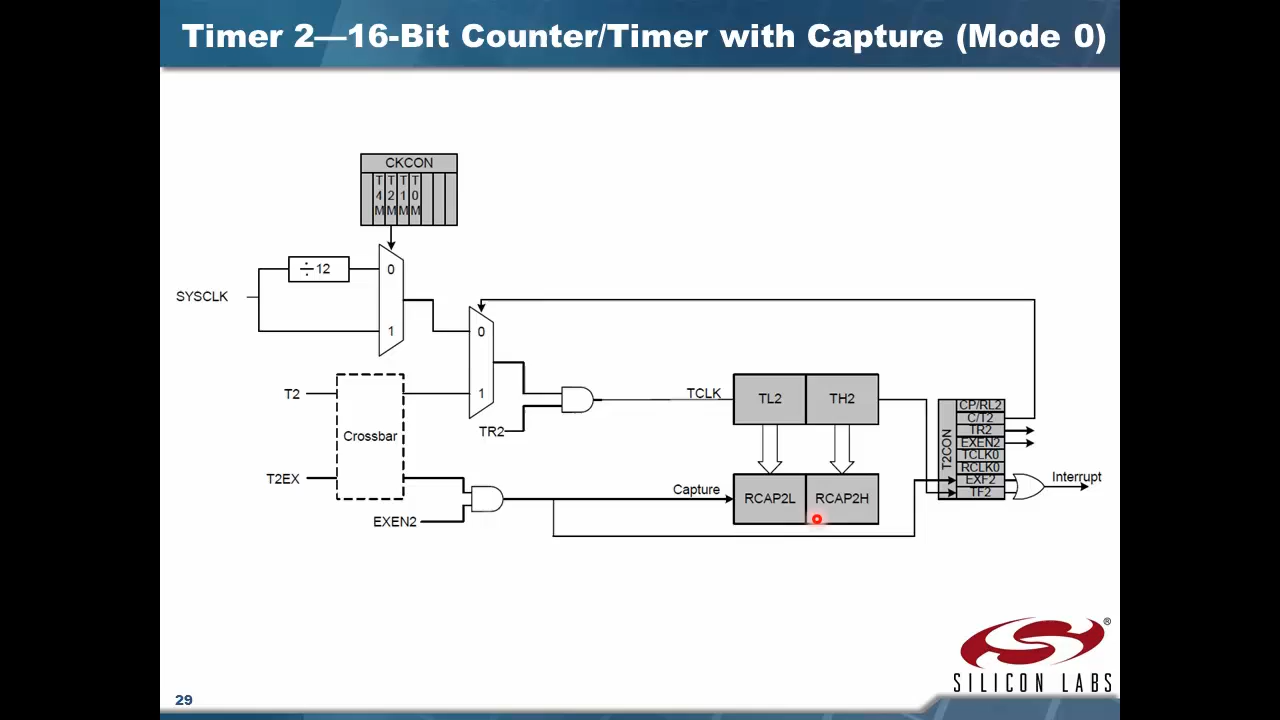 Timer 2—16-Bit Counter/Timer with Capture (Mode 0)
CKCON
T4M T2M T1M T0M
÷12
0
SYSCLK
1
0
1
T2
Crossbar
T2EX
TR2
EXEN2
TCLK
TL2
TH2
Capture
RCAP2L
RCAP2H
T2CON
CP/RL2
C/T2
TR2
EXEN2
TCLK0
RCLK0
EXF2
TF2
Interrupt
®
SILICON LABS
29